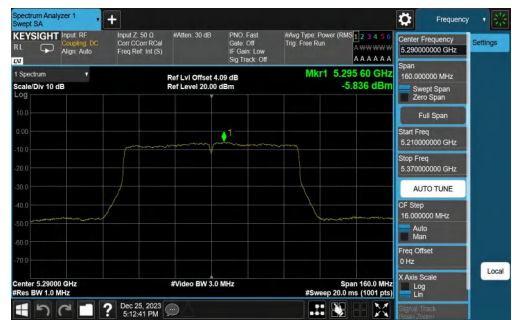 Spectrum Analyzer 1
Swept SA
+
Frequency
KEYSIGHT
RL
Input: RF
Coupling: DC
Align: Auto
Input Z: 50 Ω
Corr CCorr RCal
Freq Ref: Int (S)
#Atten: 30 dB
PNO: Fast
Gate: Off
IF Gain: Low
Sig Track: Off
#Avg Type: Power (RMS)
Trig: Free Run
1 2 3 4 5 6
A W W W W W
A A A A A A
Center Frequency
5.290000000 GHz
Settings
1 Spectrum
Scale/Div 10 dB
Log
Ref Lvl Offset 4.09 dB
Ref Level 20.00 dBm
Mkr1 5.295 60 GHz
-5.836 dBm
Span
160.000000 MHz
Swept Span
Zero Span
Full Span
Start Freq
5.210000000 GHz
Stop Freq
5.370000000 GHz
AUTO TUNE
CF Step
16.000000 MHz
Auto
Man
Freq Offset
0 Hz
X Axis Scale
Log
Lin
Signal Track
Local
10.0
0.00
-10.0
-20.0
-30.0
-40.0
-50.0
-60.0
-70.0
1
Center 5.29000 GHz
#Res BW 1.0 MHz
#Video BW 3.0 MHz
Span 160.0 MHz
#Sweep 20.0 ms (1001 pts)
?
Dec 25, 2023
5:12:41 PM